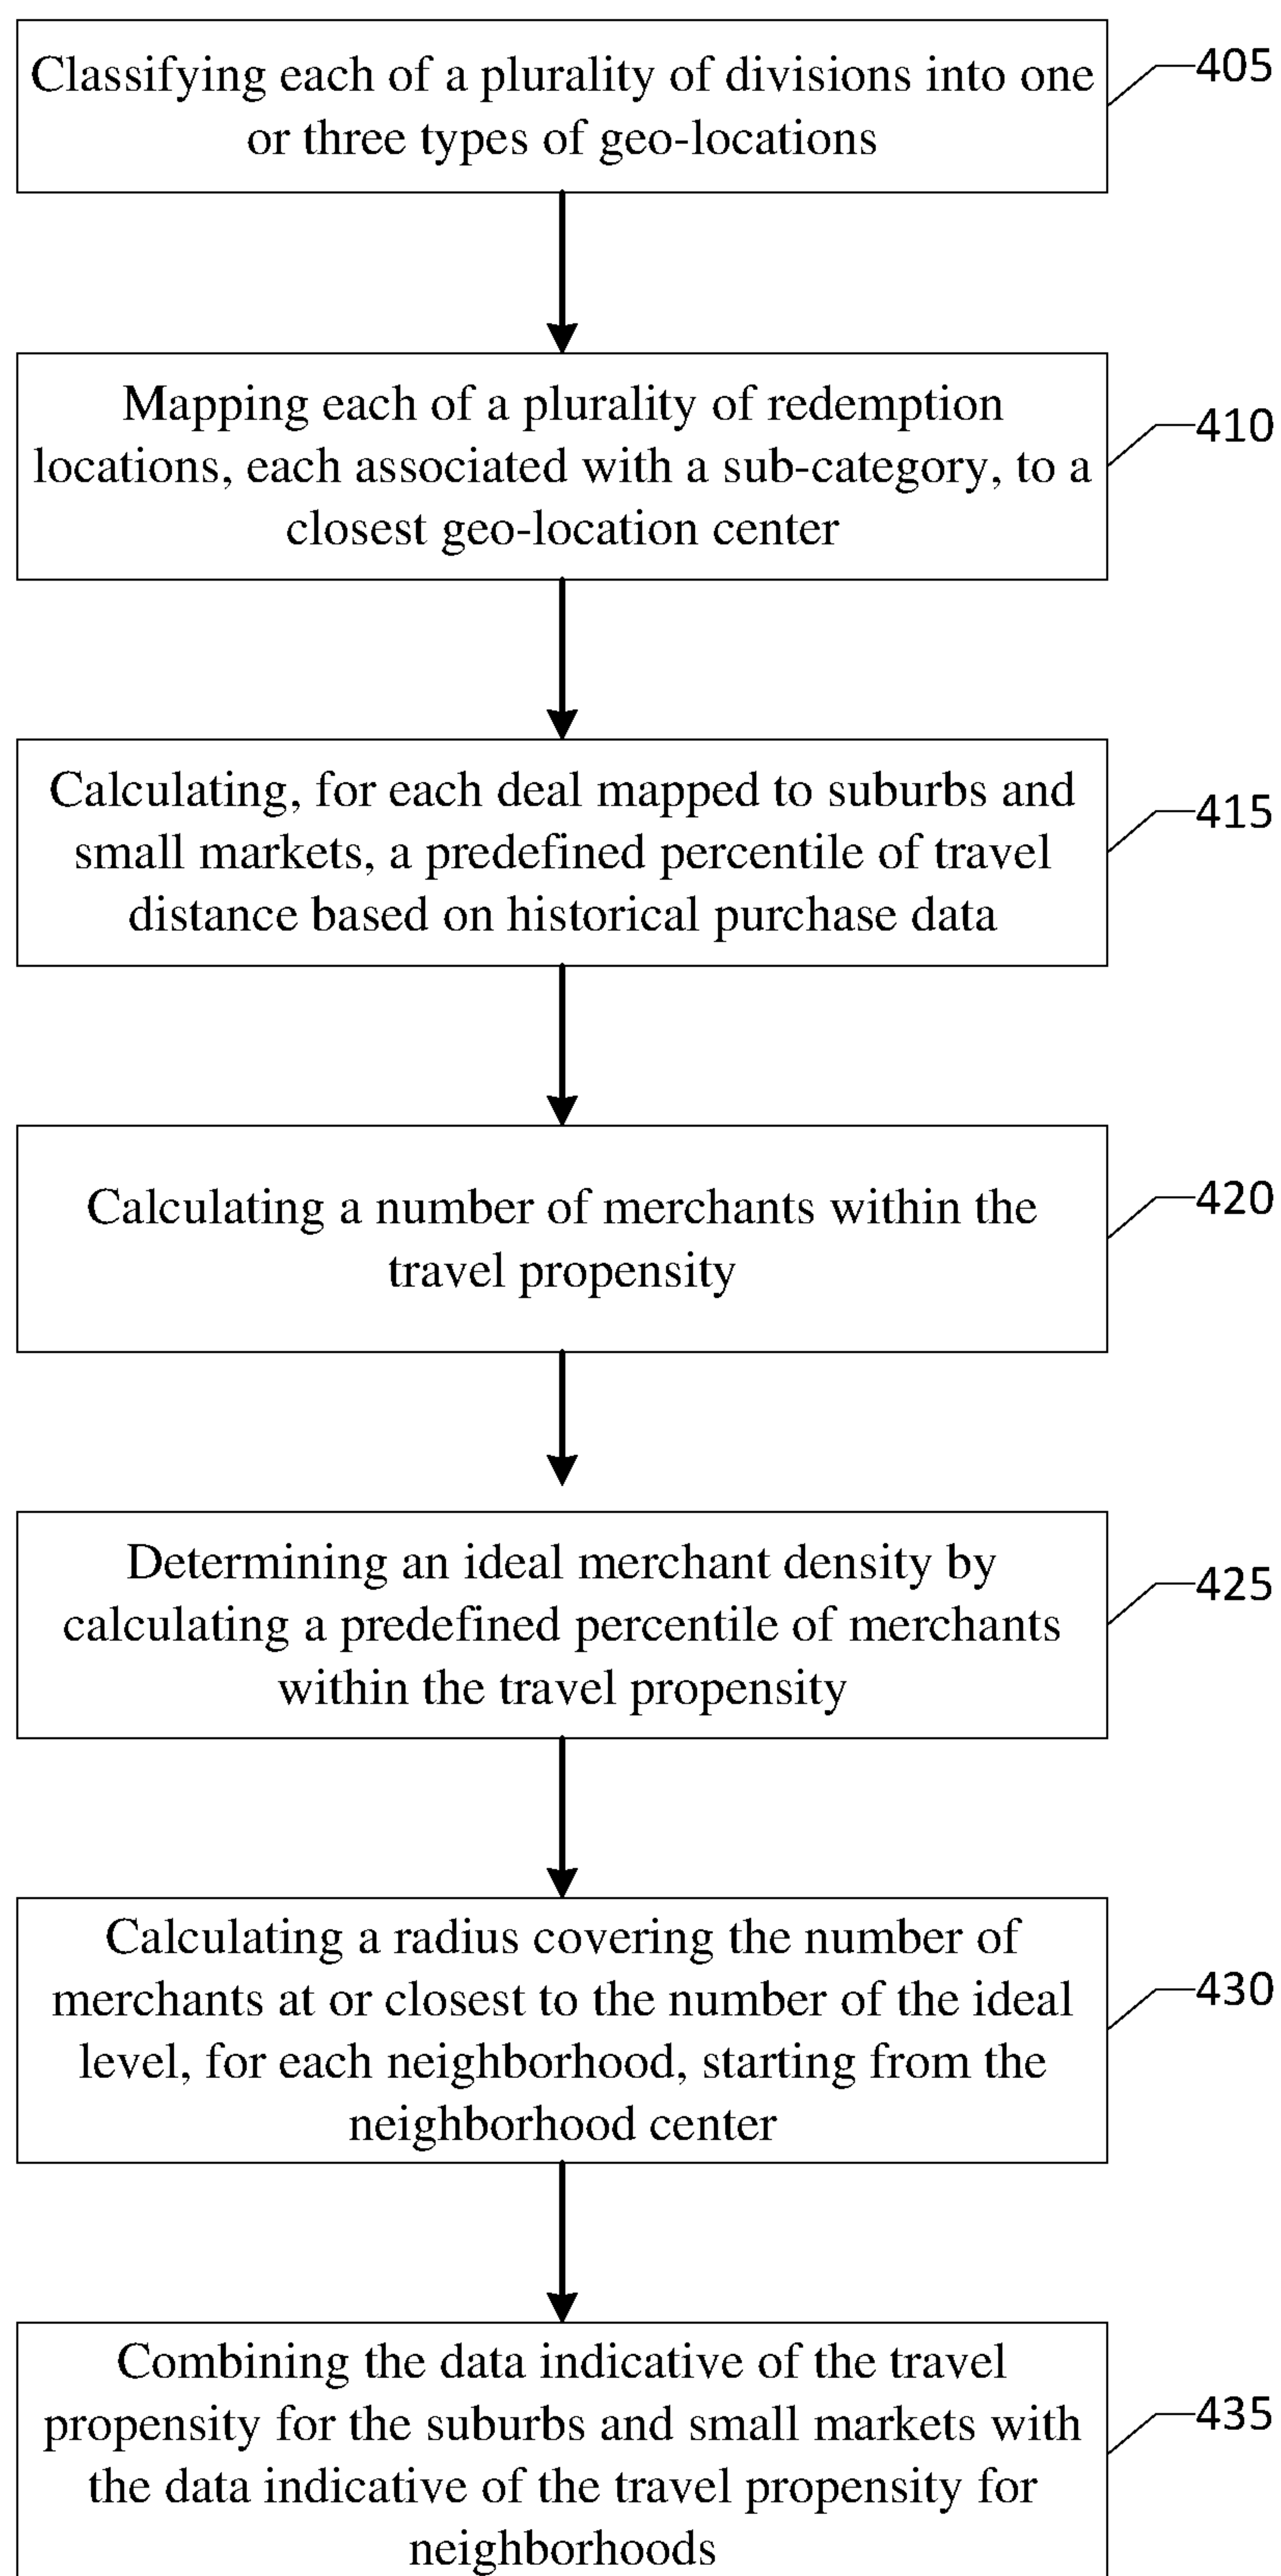 Classifying each of a plurality of divisions into one
or three types of geo-locations
405
Mapping each of a plurality of redemption
locations, each associated with a sub-category, to a
closest geo-location center
410
Calculating, for each deal mapped to suburbs and
small markets, a predefined percentile of travel
distance based on historical purchase data
415
Calculating a number of merchants within the
travel propensity
420
Determining an ideal merchant density by
calculating a predefined percentile of merchants
within the travel propensity
425
Calculating a radius covering the number of
merchants at or closest to the number of the ideal
level, for each neighborhood, starting from the
neighborhood center
430
Combining the data indicative of the travel
propensity for the suburbs and small markets with
the data indicative of the travel propensity for
neighborhoods
435